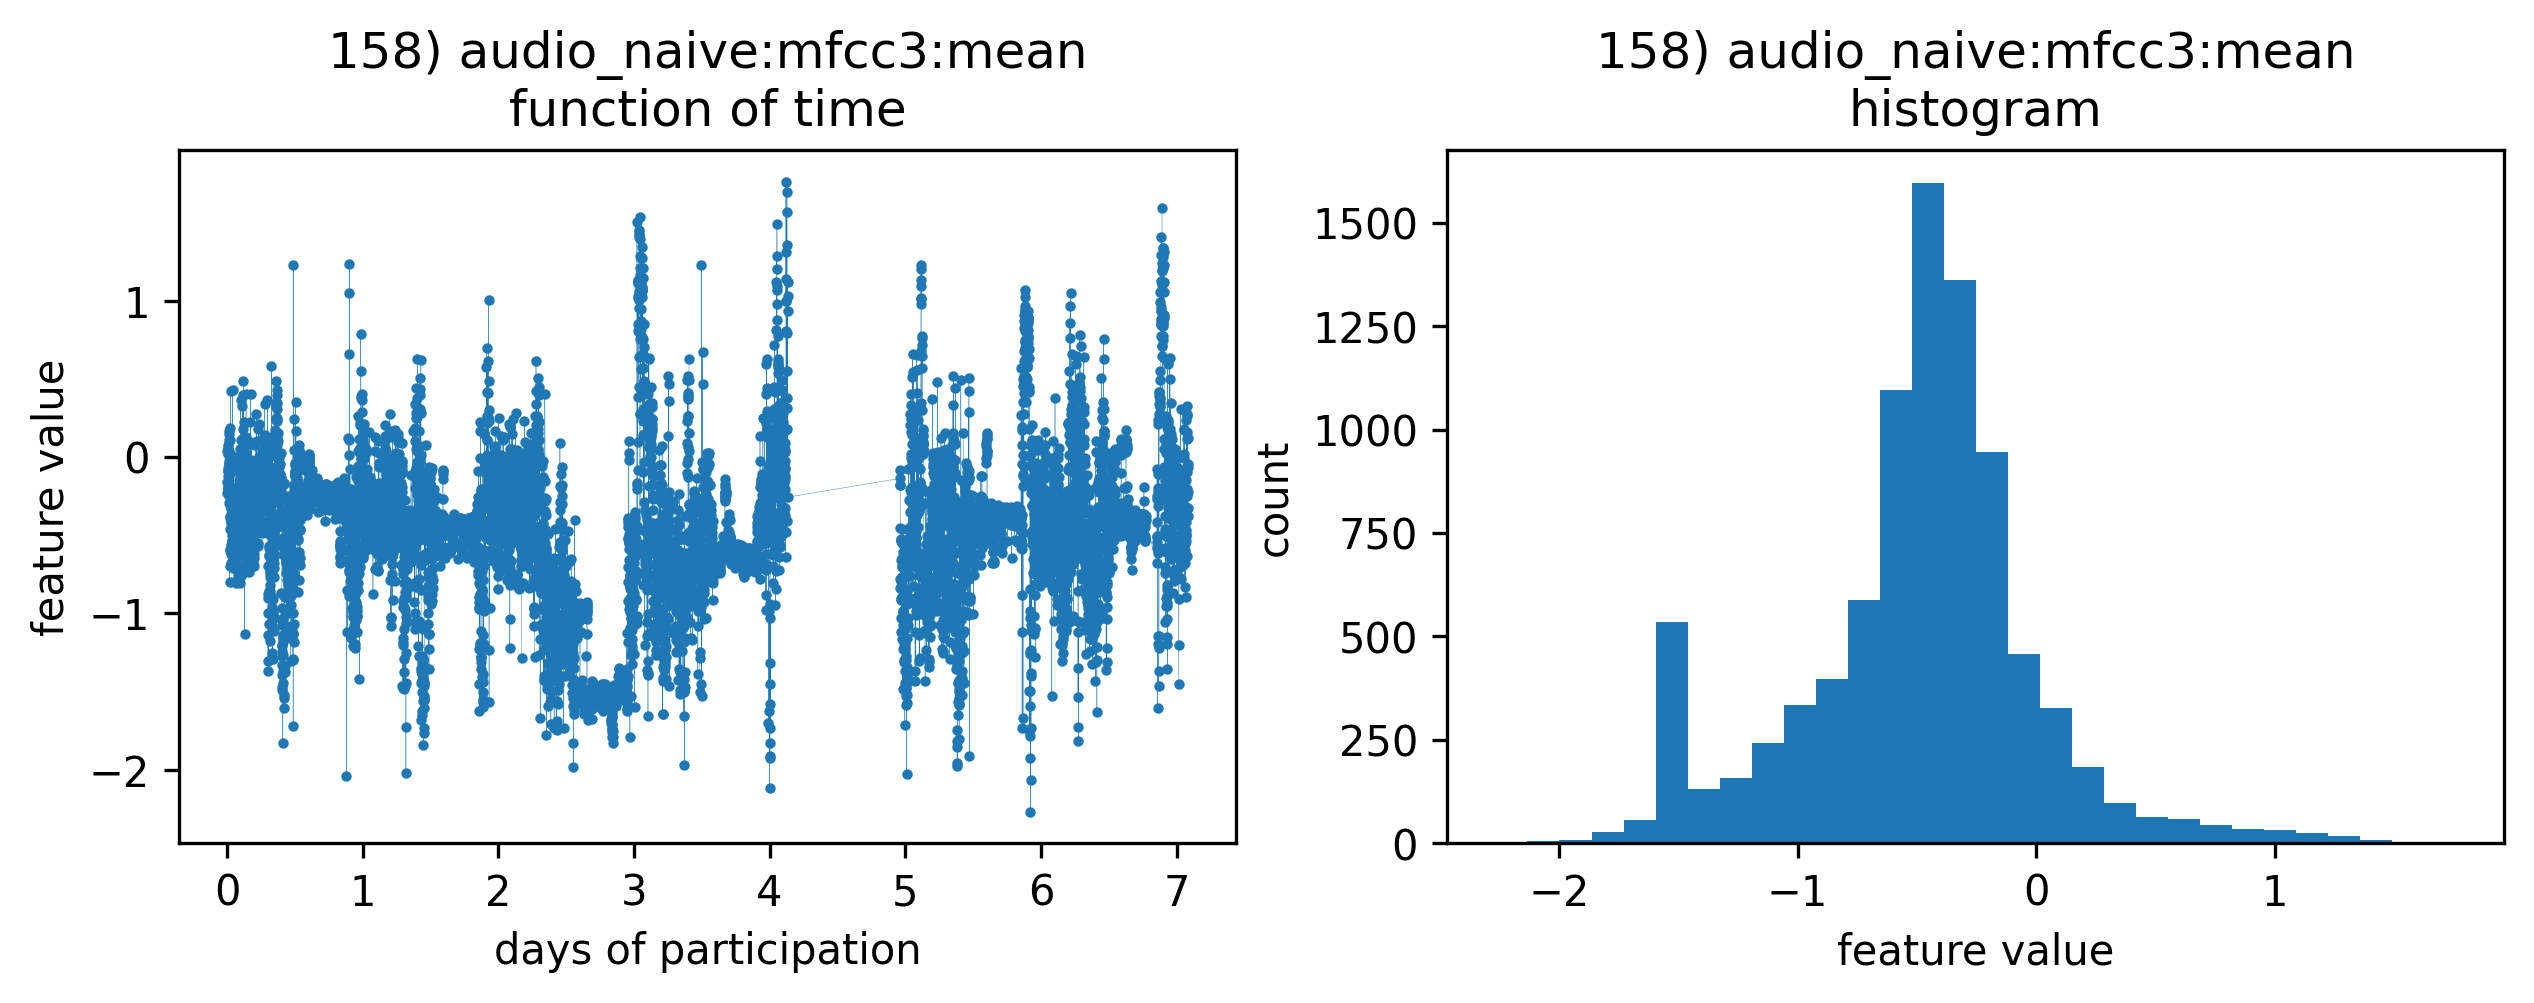 158) audio_naive:mfcc3:mean
function of time
feature value
1
0
−1
−2
0 1 2 3 4 5 6 7
days of participation
158) audio_naive:mfcc3:mean
histogram
count
1500
1250
1000
750
500
250
0
−2 −1 0 1
feature value